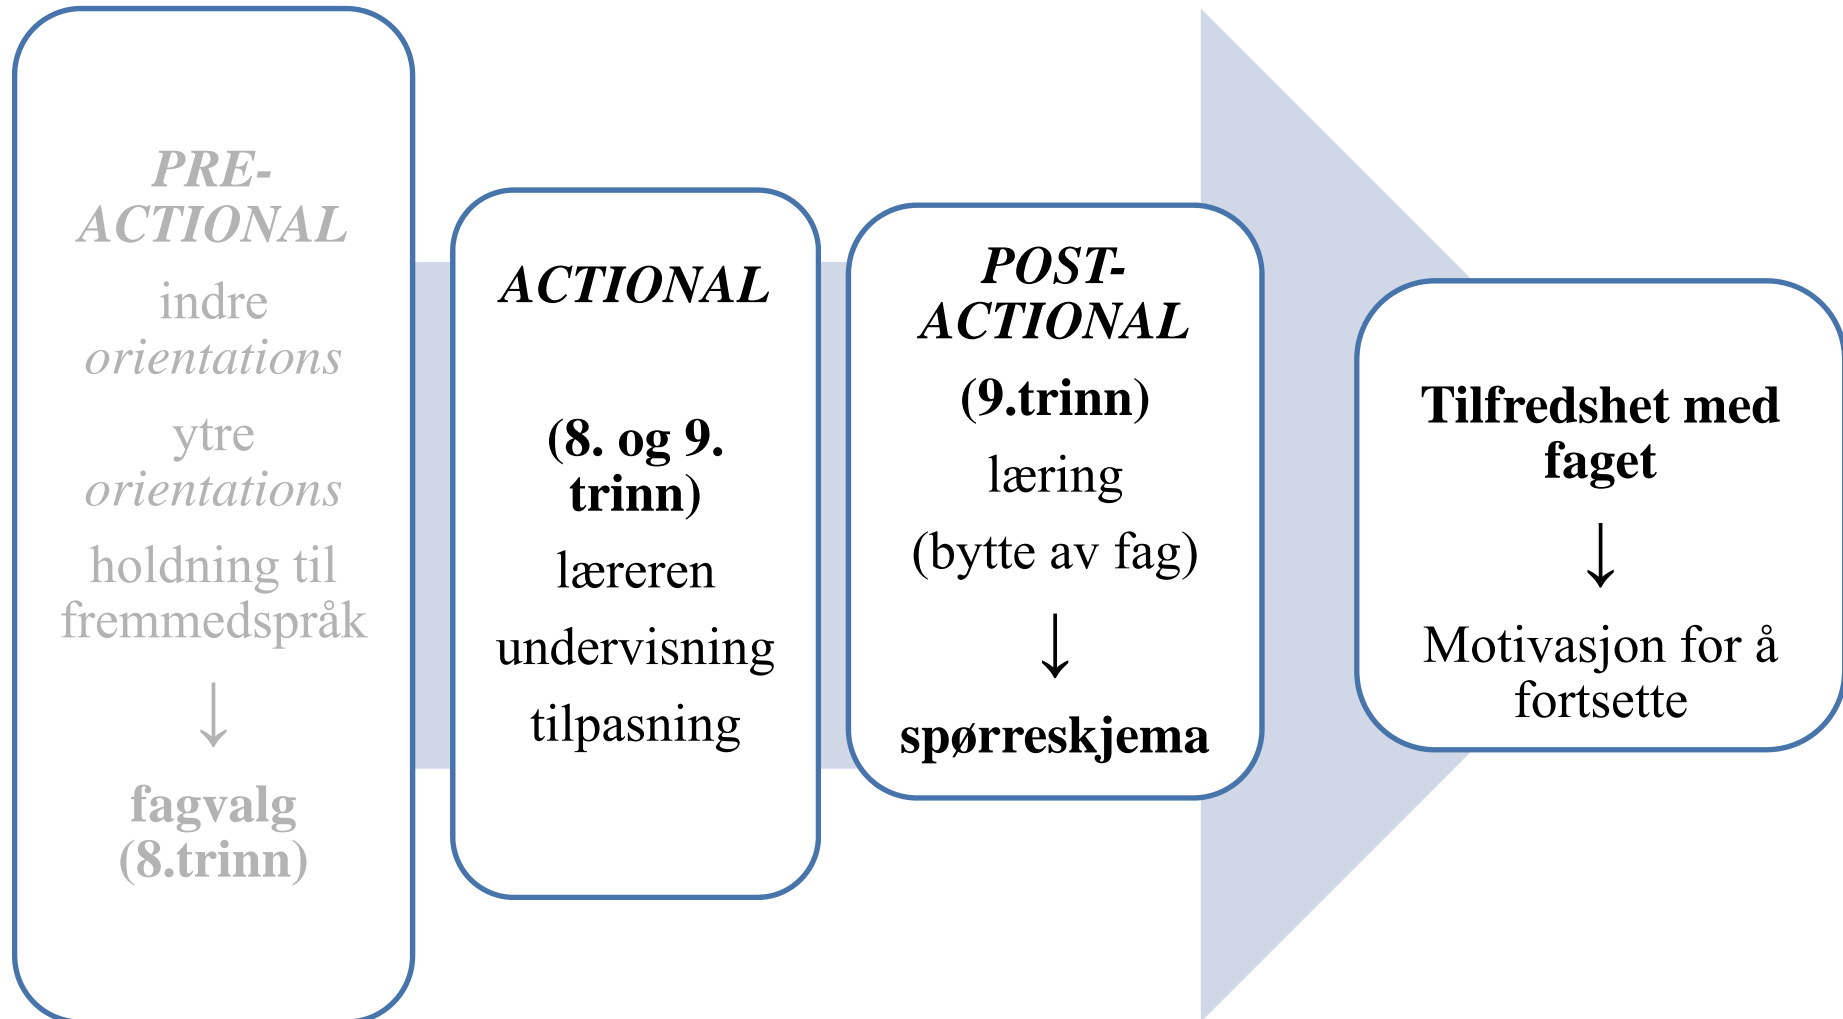 PRE-
ACTIONAL
indre
orientations
ytre
orientations
holdning til
fremmedspråk
↓
fagvalg
(8.trinn)
ACTIONAL
(8. og 9.
trinn)
læreren
undervisning
tilpasning
POST-
ACTIONAL
(9.trinn)
læring
(bytte av fag)
↓
spørreskjema
Tilfredshet med
faget
↓
Motivasjon for å
fortsette